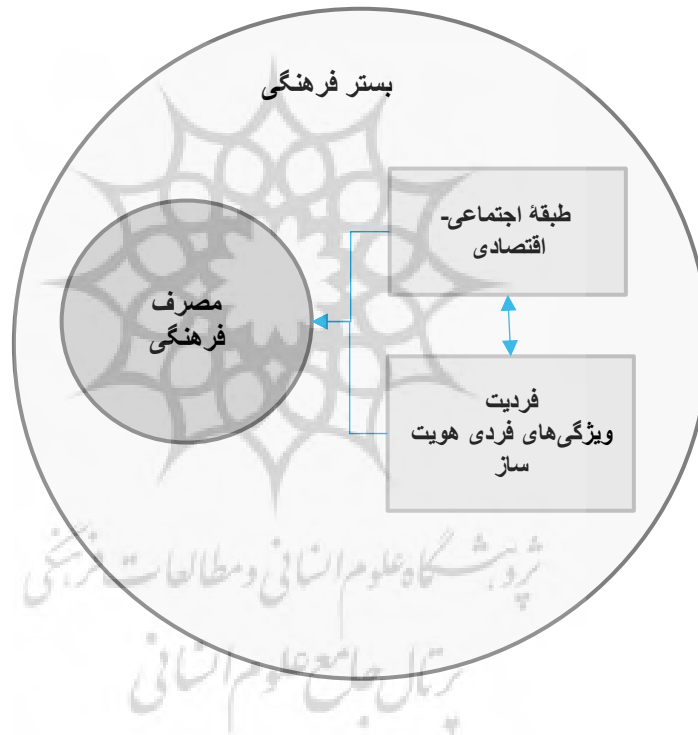 بستر فرهنگی
طبقهٔ اجتماعی-
اقتصادی
مصرف
فرهنگی
فردیت
ویژگی‌های فردی هویت
ساز
پژوهشگاه علوم انسانی و مطالعات فرهنگی
پرتال جامع علوم انسانی